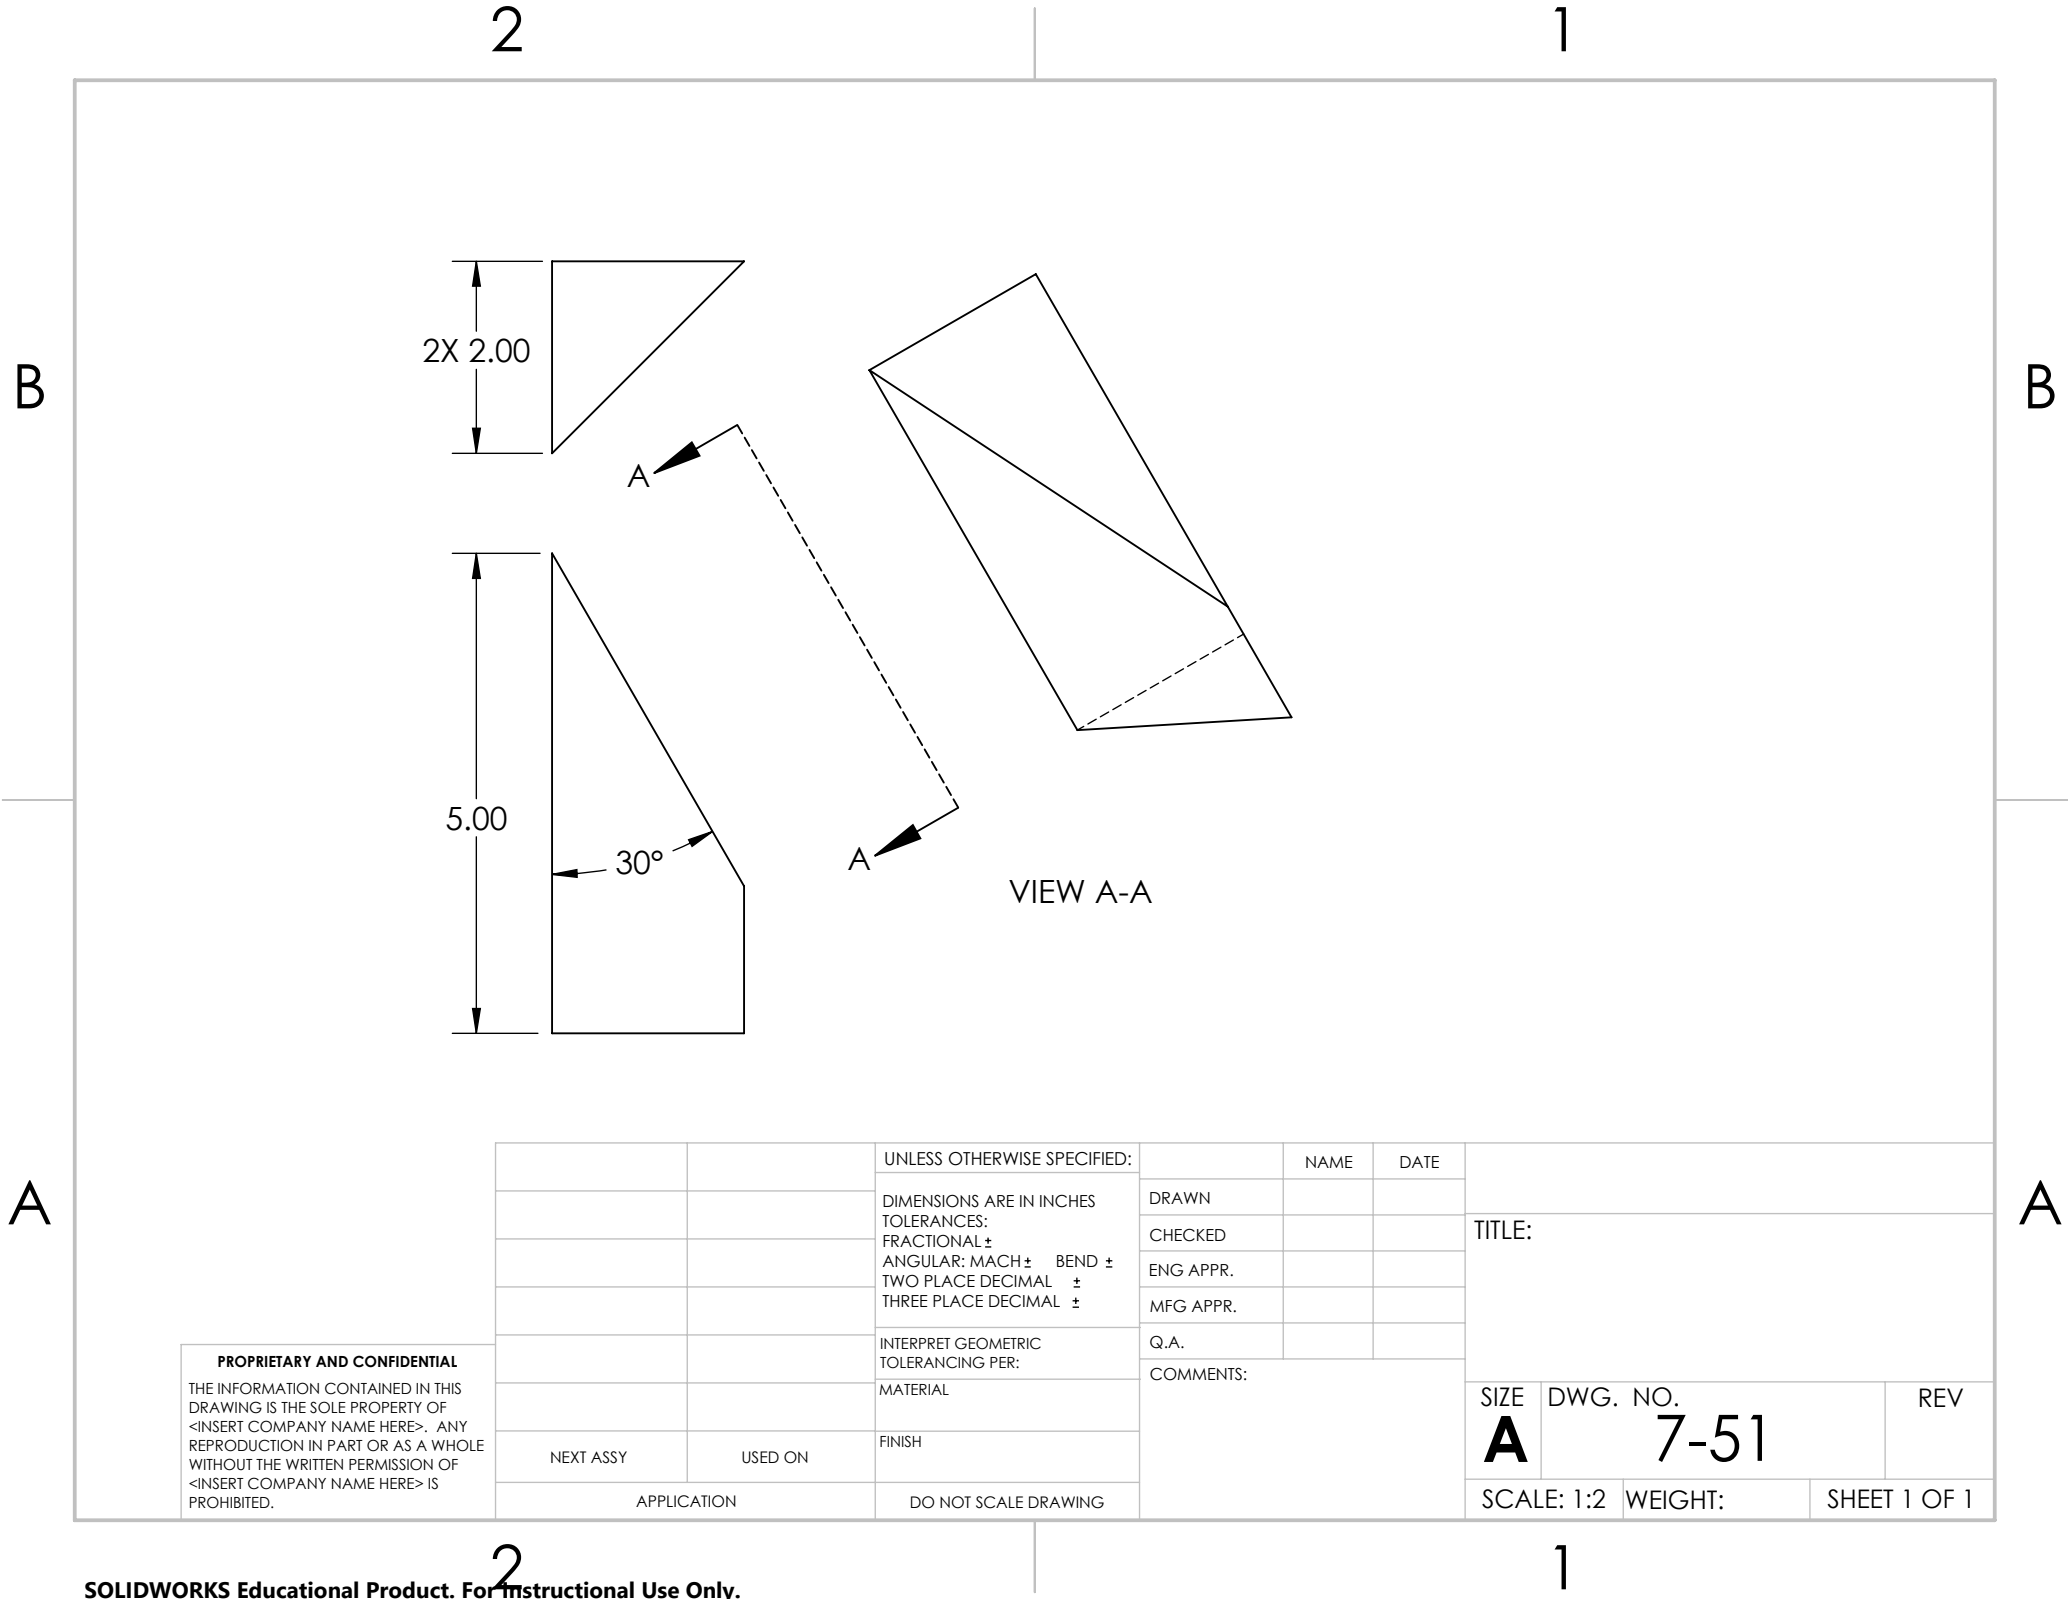 2 1
B B
2X 2.00
A
5.00
30°
A
VIEW A-A
A A
UNLESS OTHERWISE SPECIFIED:
DIMENSIONS ARE IN INCHES
TOLERANCES:
FRACTIONAL ±
ANGULAR: MACH ± BEND ±
TWO PLACE DECIMAL ±
THREE PLACE DECIMAL ±
INTERPRET GEOMETRIC
TOLERANCING PER:
MATERIAL
FINISH
DO NOT SCALE DRAWING
NAME DATE
DRAWN
CHECKED
ENG APPR.
MFG APPR.
Q.A.
COMMENTS:
TITLE:
SIZE DWG. NO. REV
A 7-51
SCALE: 1:2 WEIGHT: SHEET 1 OF 1
PROPRIETARY AND CONFIDENTIAL
THE INFORMATION CONTAINED IN THIS
DRAWING IS THE SOLE PROPERTY OF
<INSERT COMPANY NAME HERE>. ANY
REPRODUCTION IN PART OR AS A WHOLE
WITHOUT THE WRITTEN PERMISSION OF
<INSERT COMPANY NAME HERE> IS
PROHIBITED.
NEXT ASSY USED ON
APPLICATION
2 1
SOLIDWORKS Educational Product. For Instructional Use Only.